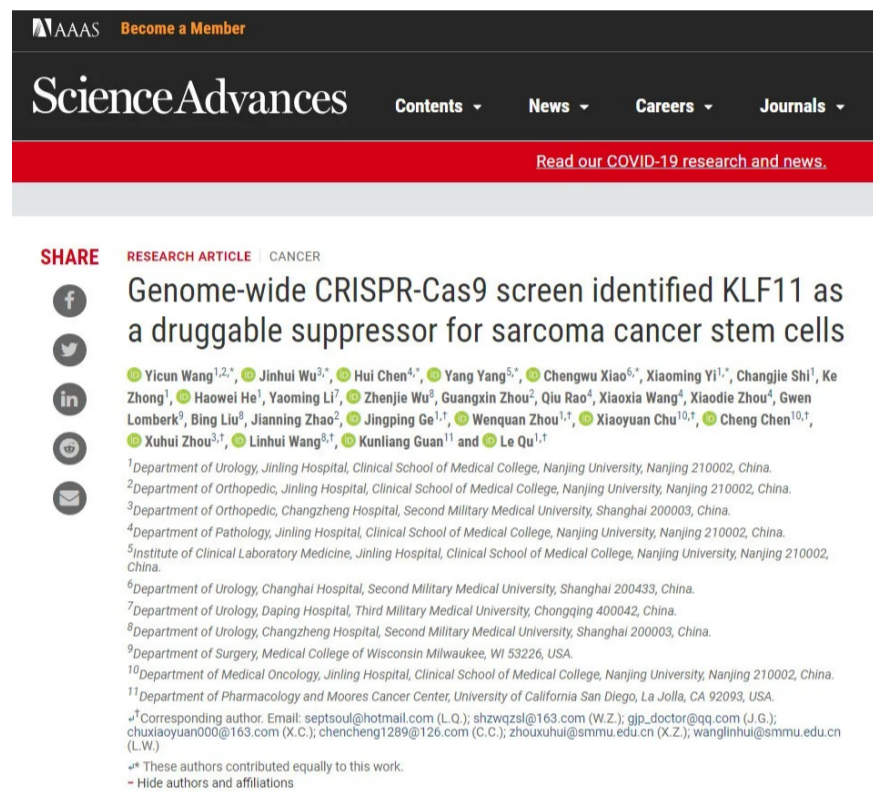 AAAS Become a Member
Science Advances Contents News Careers Journals
Read our COVID-19 research and news.
SHARE RESEARCH ARTICLE | CANCER
Genome-wide CRISPR-Cas9 screen identified KLF11 as
a druggable suppressor for sarcoma cancer stem cells
Yicun Wang1,2,*, Jinhui Wu3,*, Hui Chen4,*, Yang Yang5,*, Chengwu Xiao6,*, Xiaoming Yi1,*, Changjie Shi1, Ke
Zhong1, Haowei He1, Yaoming Li7, Zhenjie Wu8, Guangxin Zhou2, Qiu Rao4, Xiaoxia Wang4, Xiaodie Zhou4, Gwen
Lomberk9, Bing Liu8, Jianning Zhao2, Jingping Ge1,†, Wenquan Zhou1,†, Xiaoyuan Chu10,†, Cheng Chen10,†,
Xuhui Zhou3,†, Linhui Wang8,†, Kunliang Guan11 and Le Qu1,†
1Department of Urology, Jinling Hospital, Clinical School of Medical College, Nanjing University, Nanjing 210002, China.
2Department of Orthopedic, Jinling Hospital, Clinical School of Medical College, Nanjing University, Nanjing 210002, China.
3Department of Orthopedic, Changzheng Hospital, Second Military Medical University, Shanghai 200003, China.
4Department of Pathology, Jinling Hospital, Clinical School of Medical College, Nanjing University, Nanjing 210002, China.
5Institute of Clinical Laboratory Medicine, Jinling Hospital, Clinical School of Medical College, Nanjing University, Nanjing 210002,
China.
6Department of Urology, Changhai Hospital, Second Military Medical University, Shanghai 200433, China.
7Department of Urology, Daping Hospital, Third Military Medical University, Chongqing 400042, China.
8Department of Urology, Changzheng Hospital, Second Military Medical University, Shanghai 200003, China.
9Department of Surgery, Medical College of Wisconsin Milwaukee, WI 53226, USA.
10Department of Medical Oncology, Jinling Hospital, Clinical School of Medical College, Nanjing University, Nanjing 210002, China.
11Department of Pharmacology and Moores Cancer Center, University of California San Diego, La Jolla, CA 92093, USA.
↵†Corresponding author. Email: septsoul@hotmail.com (L.Q.); shzwqzsl@163.com (W.Z.); gjp_doctor@qq.com (J.G.);
chuxiaoyuan000@163.com (X.C.); chencheng1289@126.com (C.C.); zhouxuhui@smmu.edu.cn (X.Z.); wanglinhui@smmu.edu.cn
(L.W.)
↵* These authors contributed equally to this work.
– Hide authors and affiliations